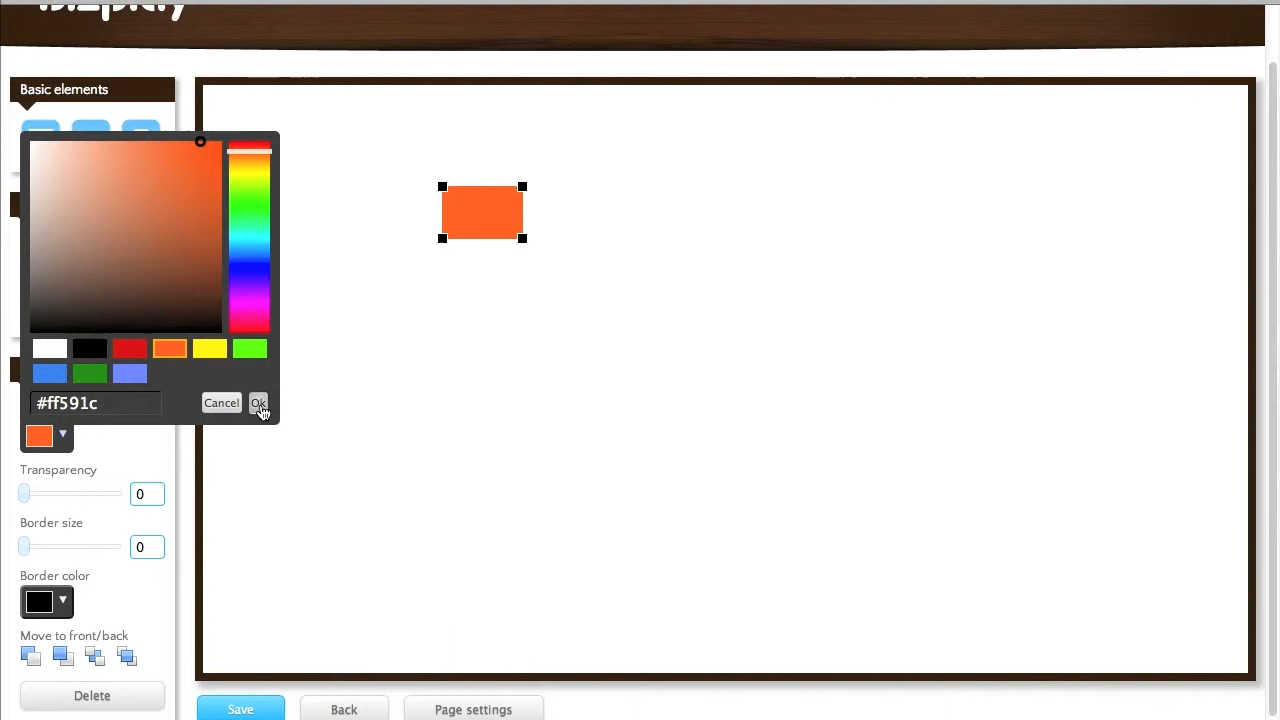 Basic elements
#ff591c
Cancel
Ok
Transparency
0
Border size
0
Border color
Move to front/back
Delete
Save
Back
Page settings